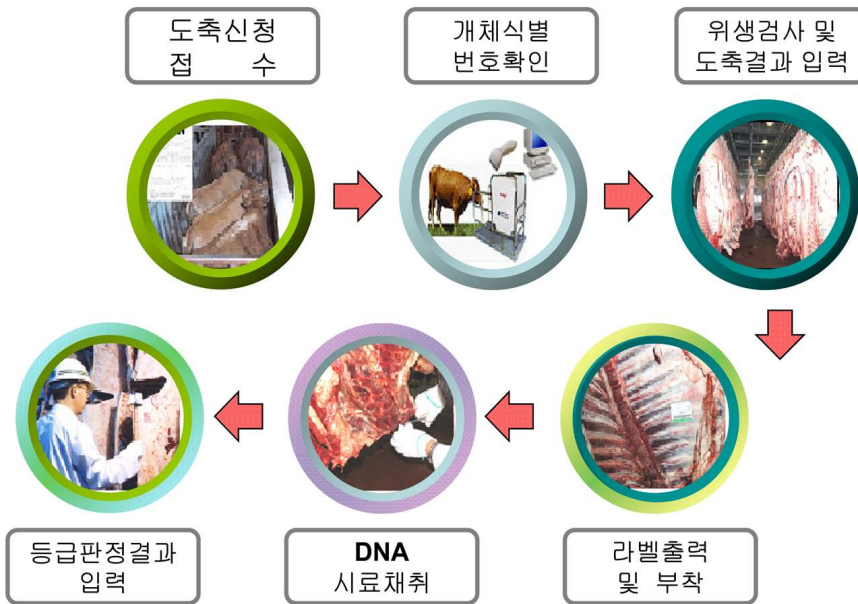 도축신청
접 수
개체식별
번호확인
위생검사 및
도축결과 입력
등급판정결과
입력
DNA
시료채취
라벨출력
및 부착